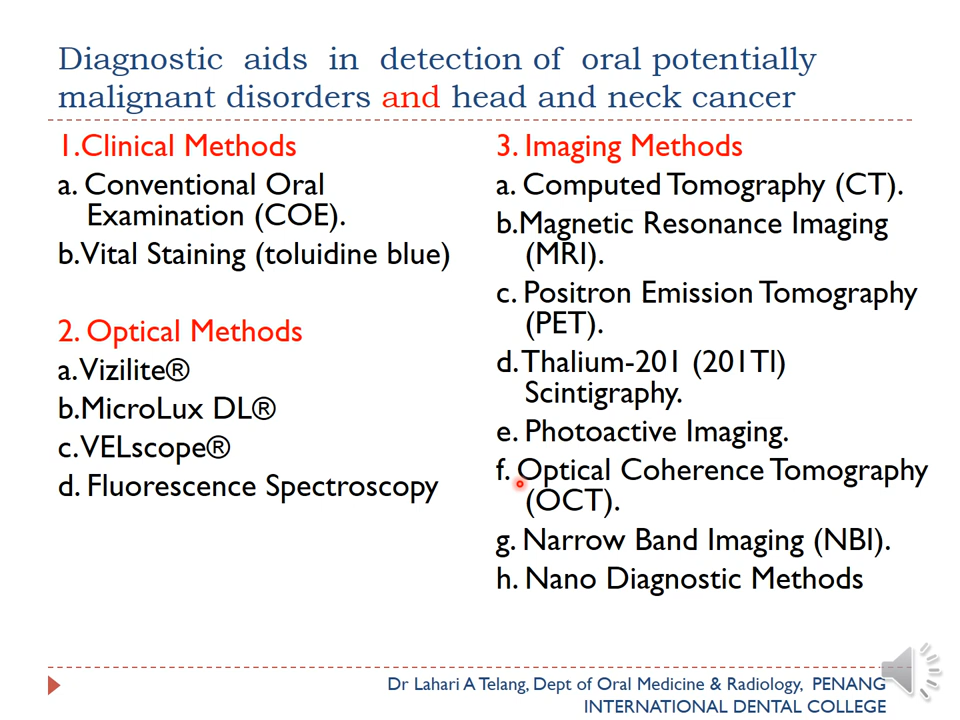 Diagnostic aids in detection of oral potentially
malignant disorders and head and neck cancer
1.Clinical Methods
a. Conventional Oral
Examination (COE).
b.Vital Staining (toluidine blue)
2. Optical Methods
a.Vizilite®
b.MicroLux DL®
c.VELscope®
d. Fluorescence Spectroscopy
3. Imaging Methods
a. Computed Tomography (CT).
b.Magnetic Resonance Imaging
(MRI).
c. Positron Emission Tomography
(PET).
d.Thalium-201 (201TI)
Scintigraphy.
e. Photoactive Imaging.
f. Optical Coherence Tomography
(OCT).
g. Narrow Band Imaging (NBI).
h. Nano Diagnostic Methods
Dr Lahari A Telang, Dept of Oral Medicine & Radiology, PENANG
INTERNATIONAL DENTAL COLLEGE